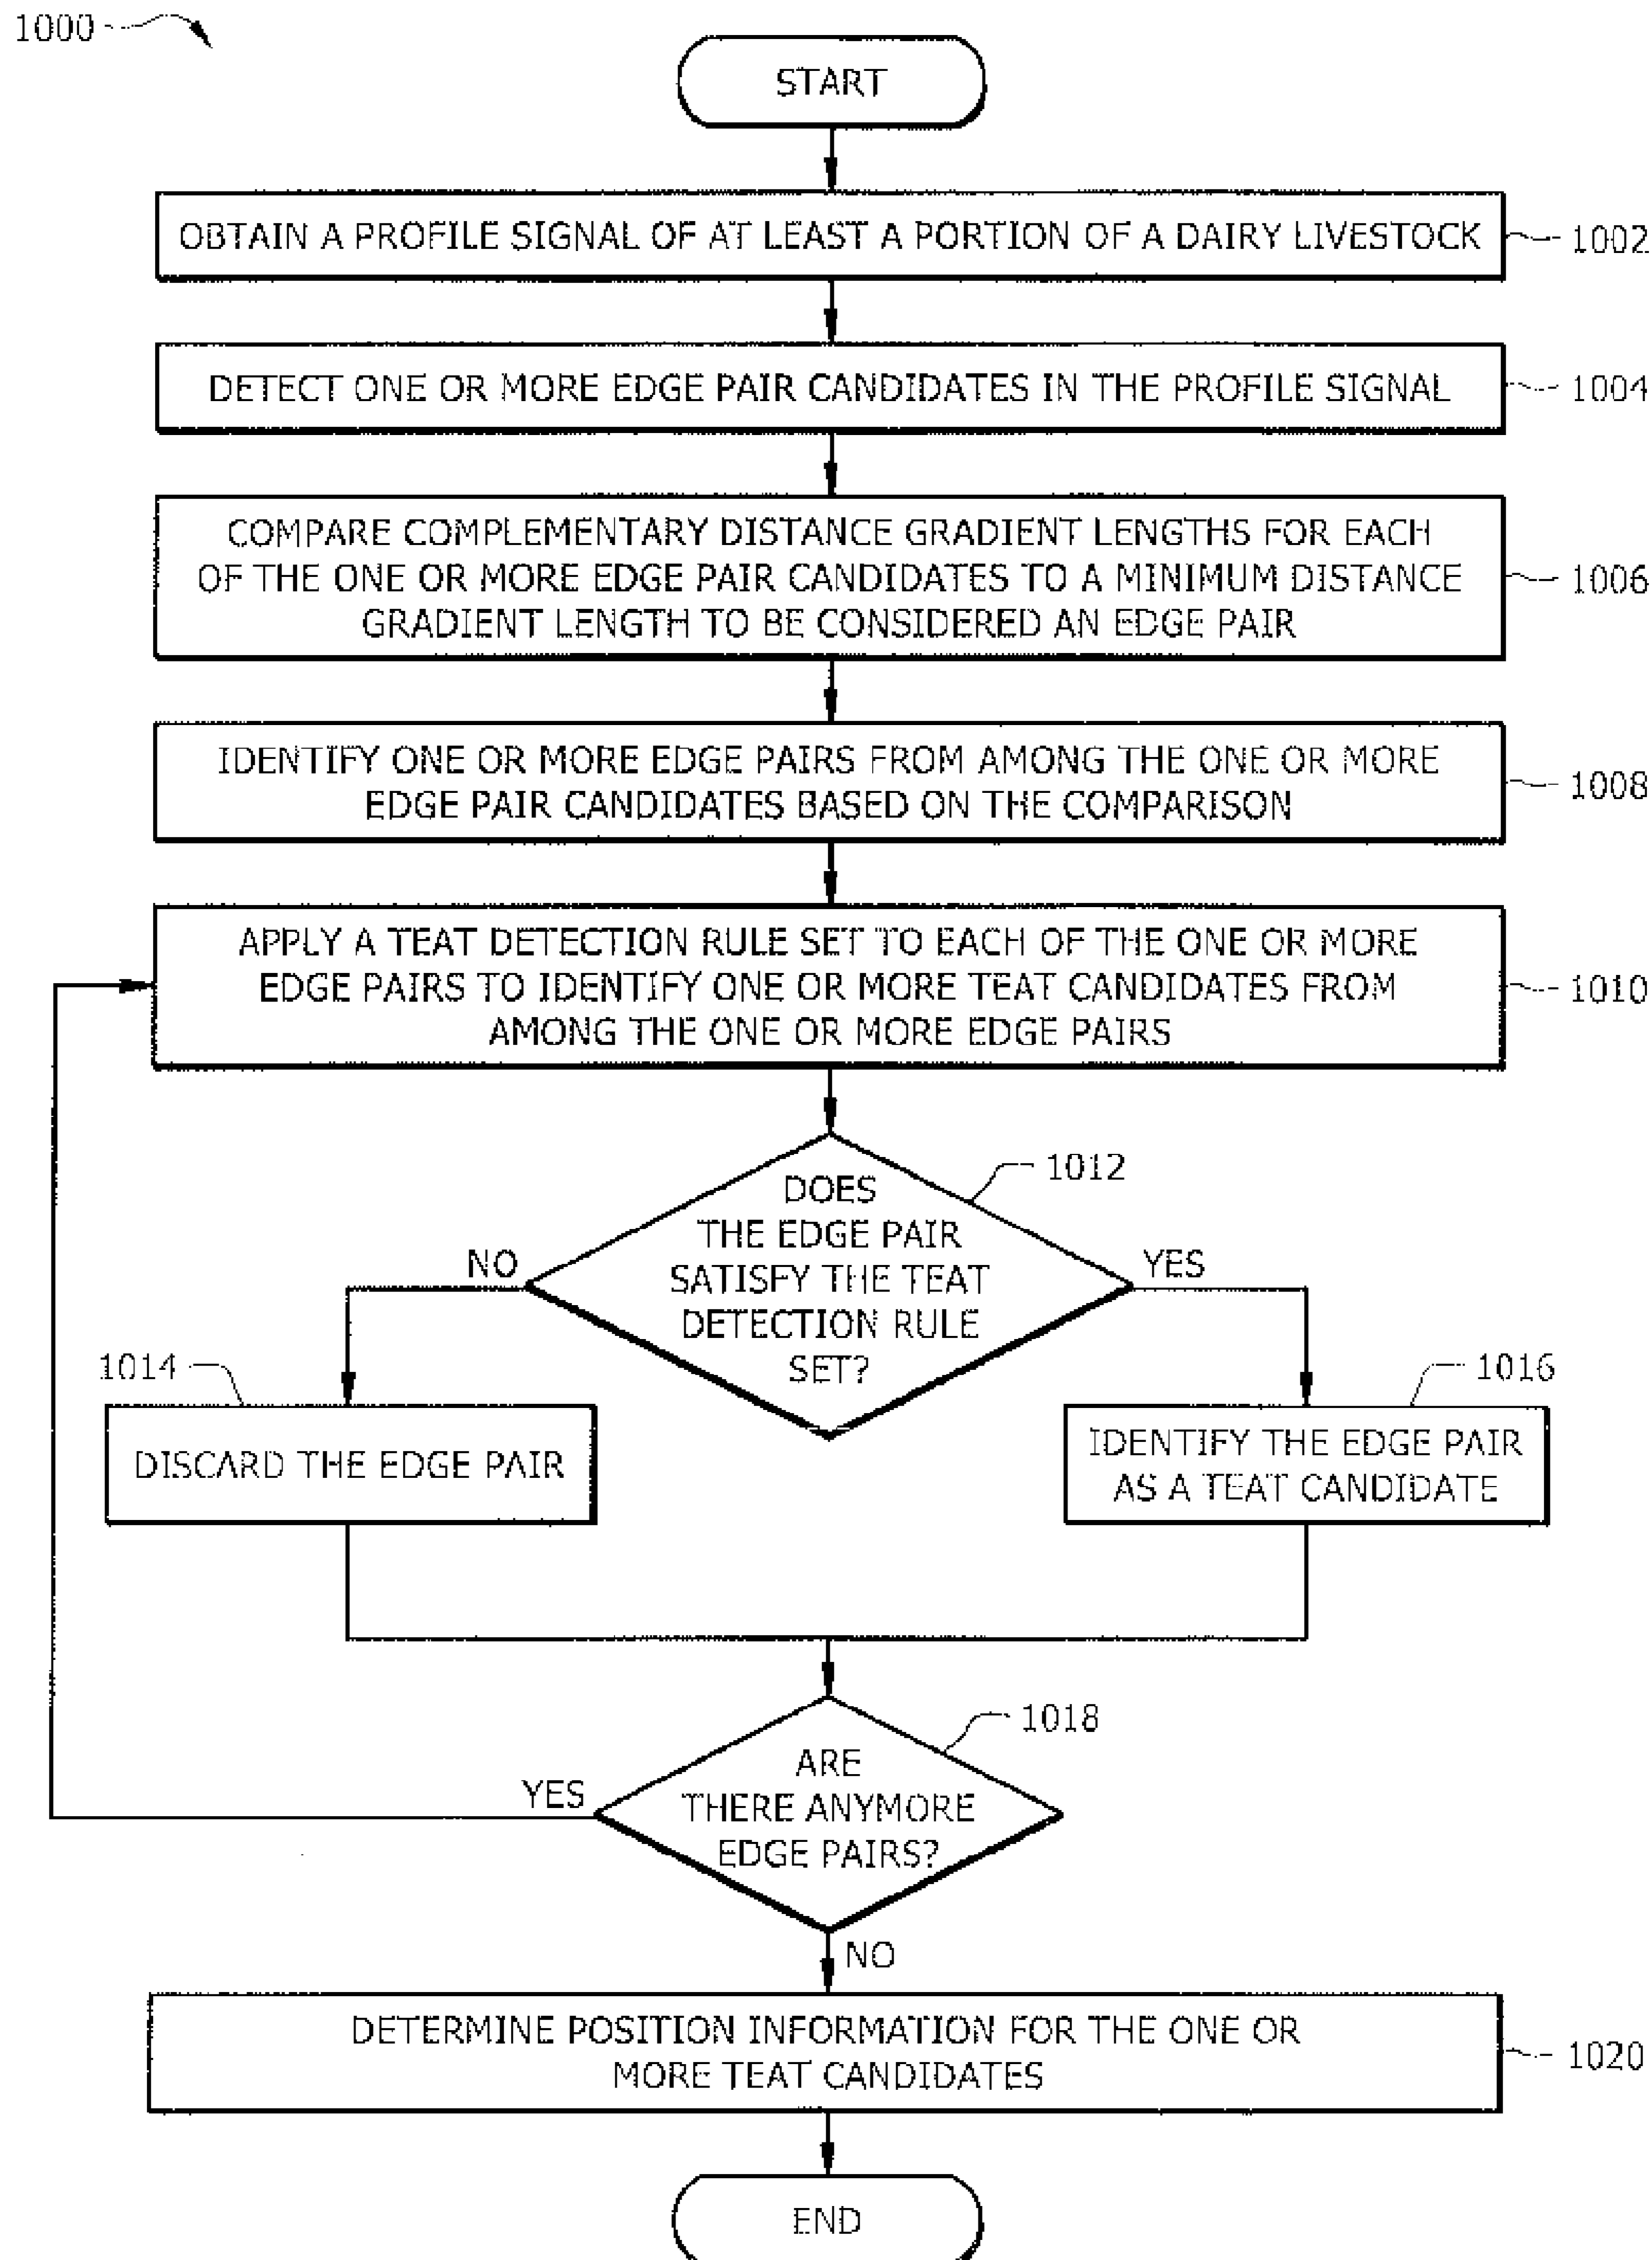 1000
START
OBTAIN A PROFILE SIGNAL OF AT LEAST A PORTION OF A DAIRY LIVESTOCK
1002
DETECT ONE OR MORE EDGE PAIR CANDIDATES IN THE PROFILE SIGNAL
1004
COMPARE COMPLEMENTARY DISTANCE GRADIENT LENGTHS FOR EACH
OF THE ONE OR MORE EDGE PAIR CANDIDATES TO A MINIMUM DISTANCE
GRADIENT LENGTH TO BE CONSIDERED AN EDGE PAIR
1006
IDENTIFY ONE OR MORE EDGE PAIRS FROM AMONG THE ONE OR MORE
EDGE PAIR CANDIDATES BASED ON THE COMPARISON
1008
APPLY A TEAT DETECTION RULE SET TO EACH OF THE ONE OR MORE
EDGE PAIRS TO IDENTIFY ONE OR MORE TEAT CANDIDATES FROM
AMONG THE ONE OR MORE EDGE PAIRS
1010
DOES
THE EDGE PAIR
SATISFY THE TEAT
DETECTION RULE
SET?
1012
NO
YES
1014
DISCARD THE EDGE PAIR
1016
IDENTIFY THE EDGE PAIR
AS A TEAT CANDIDATE
ARE
THERE ANYMORE
EDGE PAIRS?
1018
YES
NO
DETERMINE POSITION INFORMATION FOR THE ONE OR
MORE TEAT CANDIDATES
1020
END